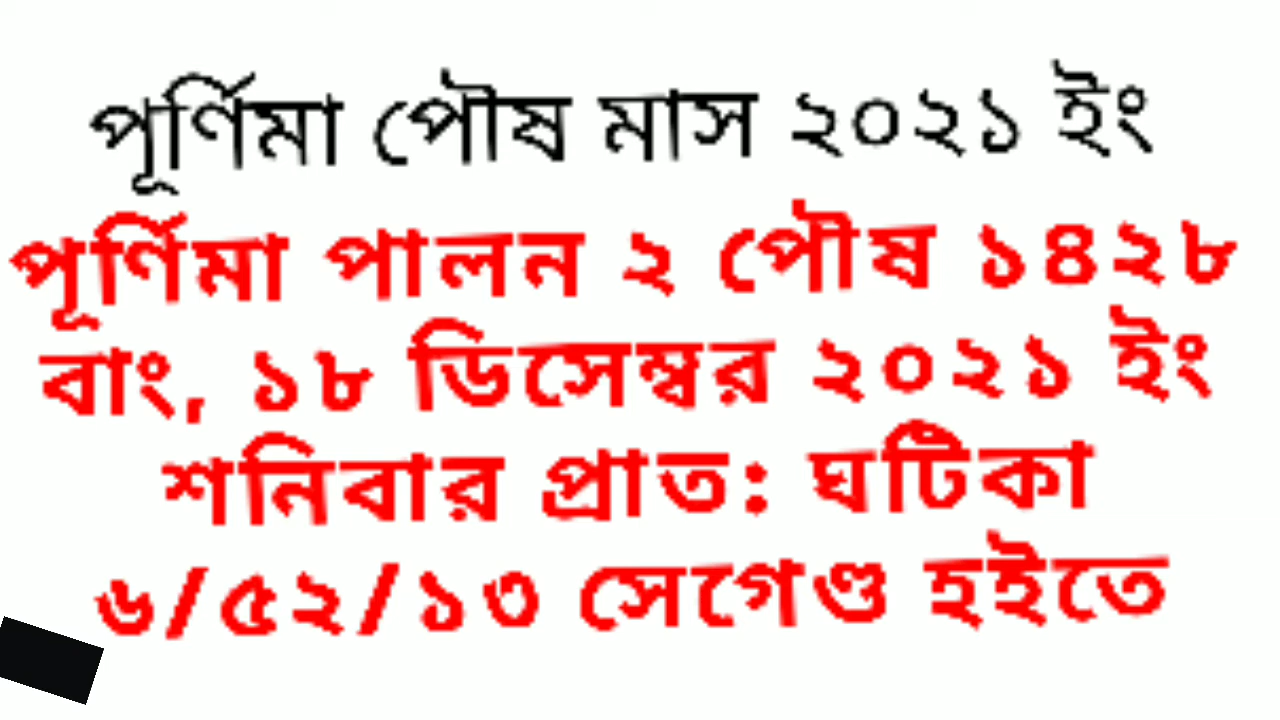 পূর্ণিমা পৌষ মাস ২০২১ ইং
পূর্ণিমা পালন ২ পৌষ ১৪২৮
বাং, ১৮ ডিসেম্বর ২০২১ ইং
শনিবার প্রাত: ঘটিকা
৬/৫২/১৩ সেগেণ্ড হইতে